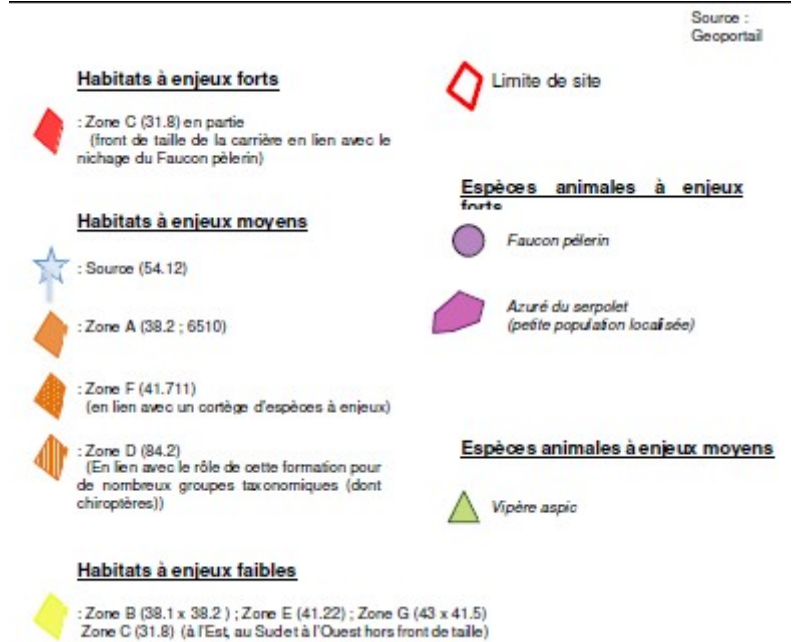 Source :
Geoportail
Habitats à enjeux forts
: Zone C (31.8) en partie
(front de taille de la carrière en lien avec le
nichage du Faucon pèlerin)
Habitats à enjeux moyens
: Source (54.12)
: Zone A (38.2 ; 6510)
: Zone F (41.711)
(en lien avec un cortège d'espèces à enjeux)
: Zone D (84.2)
(En lien avec le rôle de cette formation pour
de nombreux groupes taxonomiques (dont
chiroptères))
Habitats à enjeux faibles
: Zone B (38.1 x 38.2 ) ; Zone E (41.22) ; Zone G (43 x 41.5)
Zone C (31.8) (à l'Est, au Sud et à l'Ouest hors front de taille)
Limite de site
Espèces animales à enjeux
forts
Faucon pélerin
Azuré du serpolet
(petite population localisée)
Espèces animales à enjeux moyens
Vipère aspic